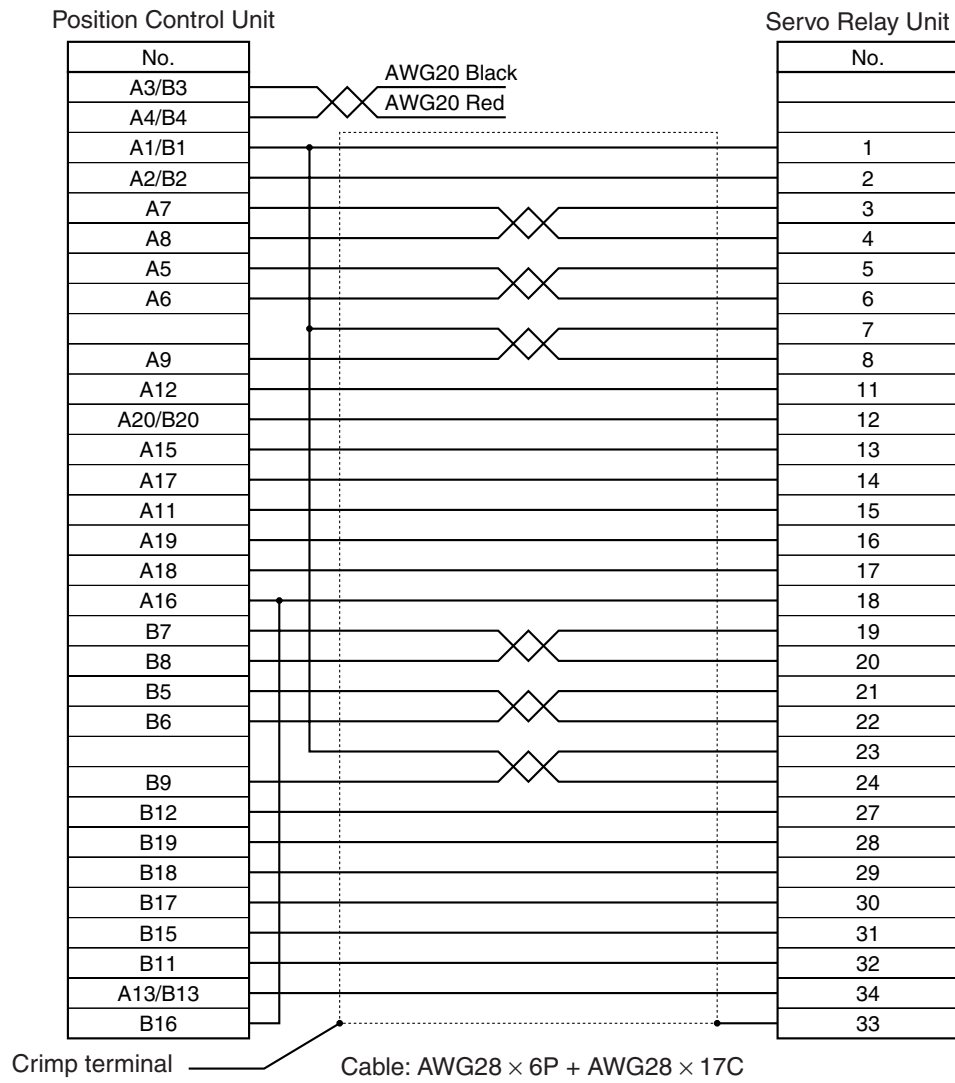 Position Control Unit Servo Relay Unit
No. No.
A3/B3 AWG20 Black
A4/B4 AWG20 Red
A1/B1 1
A2/B2 2
A7 3
A8 4
A5 5
A6 6
7
A9 8
A12 11
A20/B20 12
A15 13
A17 14
A11 15
A19 16
A18 17
A16 18
B7 19
B8 20
B5 21
B6 22
23
B9 24
B12 27
B19 28
B18 29
B17 30
B15 31
B11 32
A13/B13 34
B16 33
Crimp terminal Cable: AWG28 × 6P + AWG28 × 17C